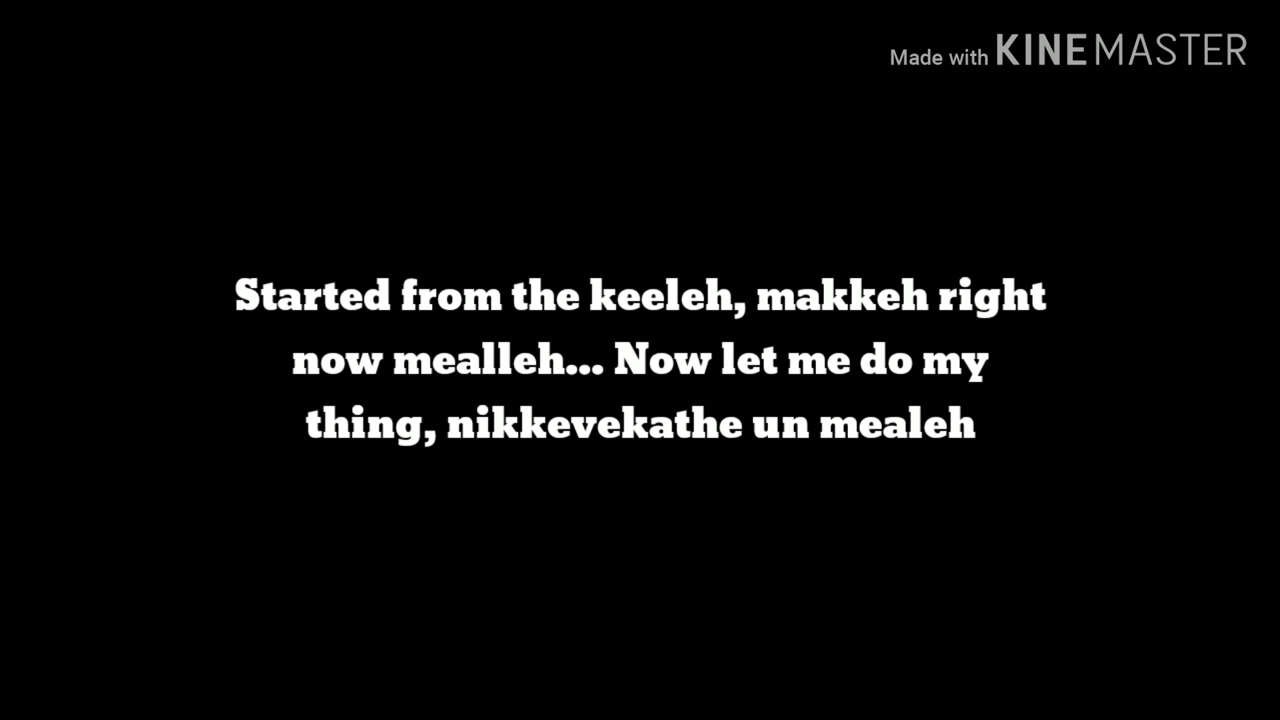 Made with KINEMASTER
Started from the keeleh, makkeh right
now mealleh... Now let me do my
thing, nikkevekathe un mealeh